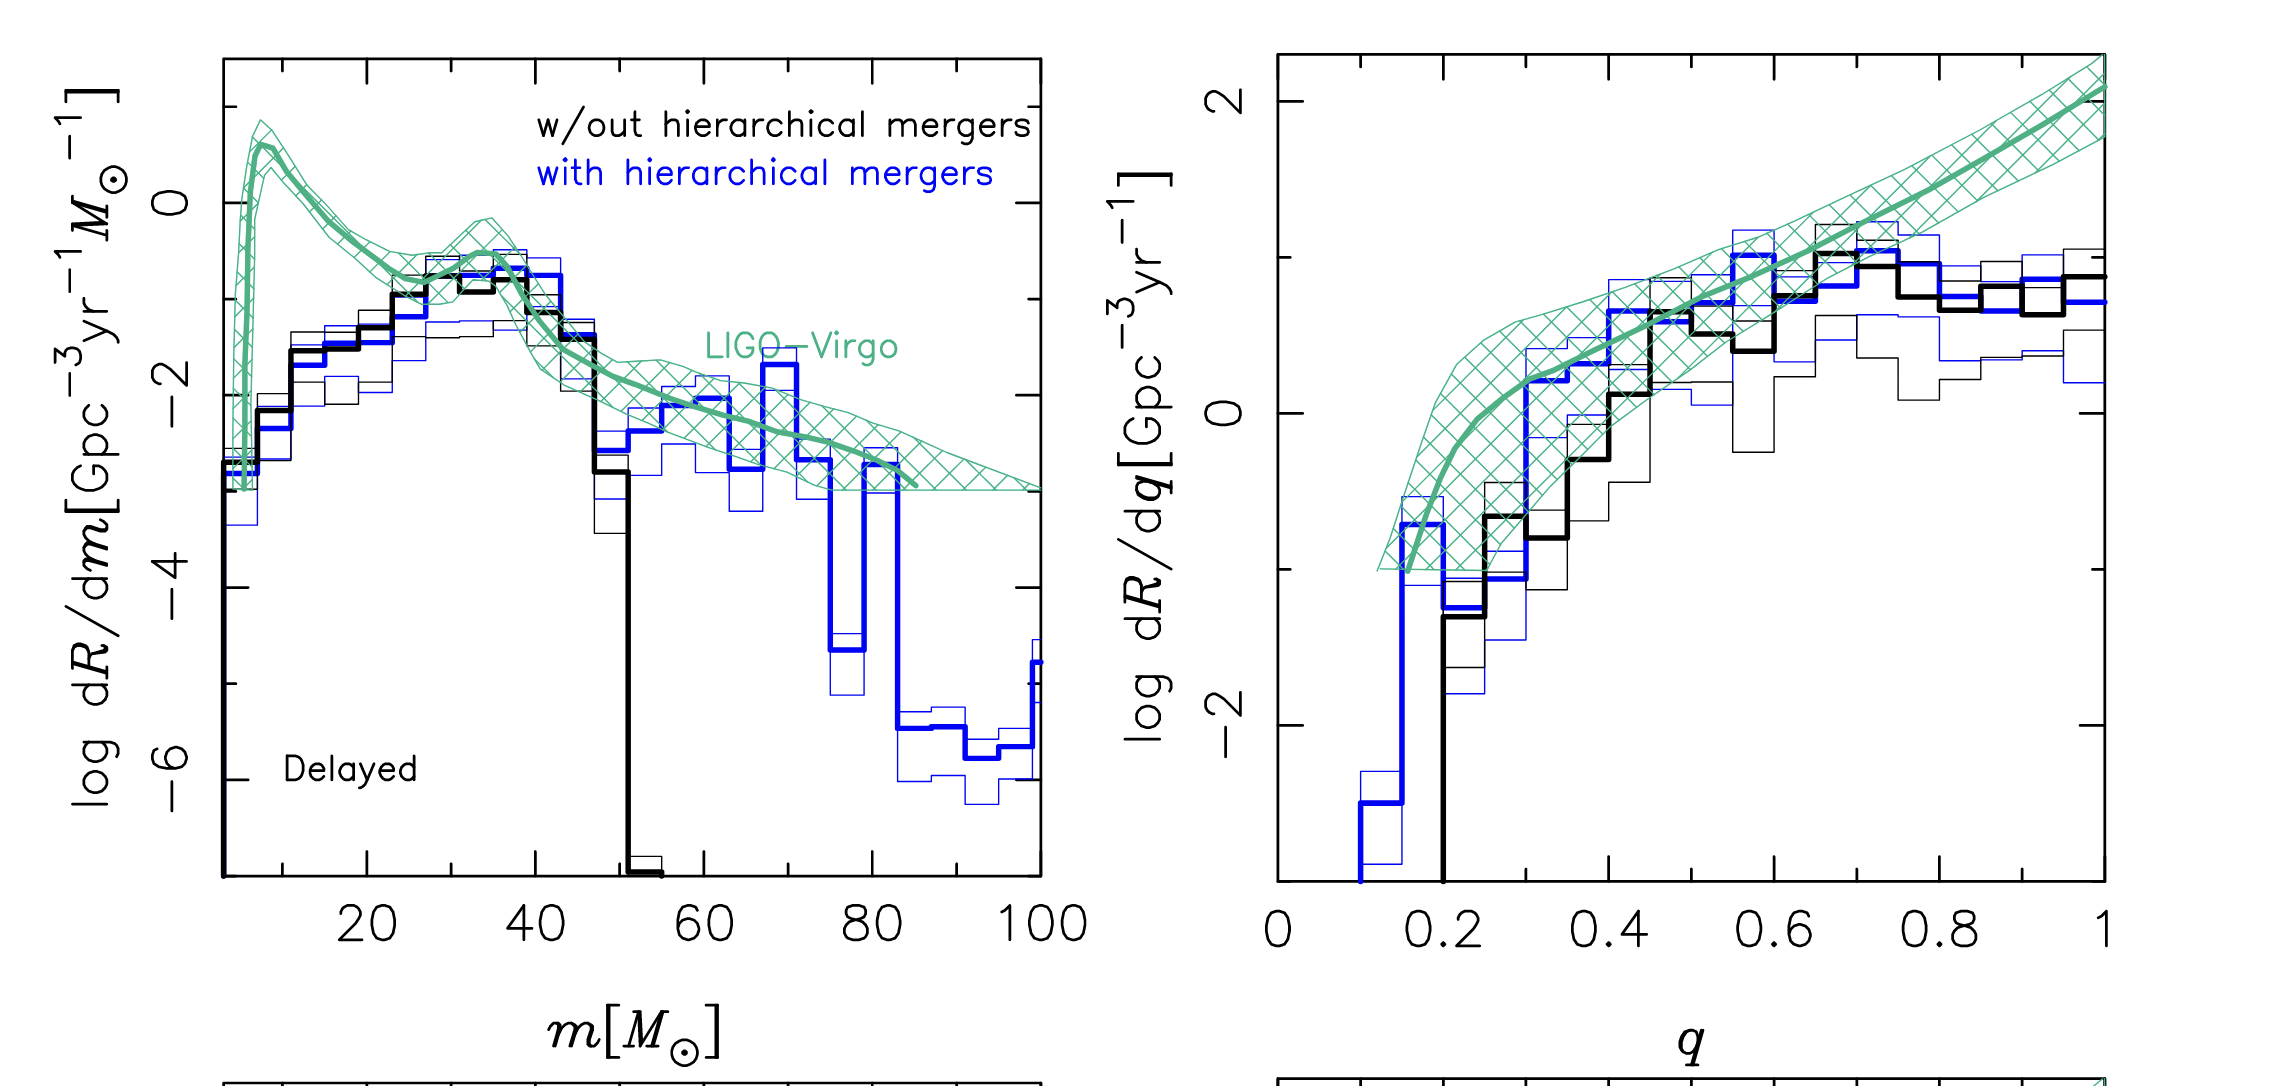 w/out hierarchical mergers
with hierarchical mergers
LIGO–Virgo
Delayed
log dR/dm[Gpc⁻³yr⁻¹M⊙⁻¹]
0
−2
−4
−6
20 40 60 80 100
m[M⊙]
log dR/dq[Gpc⁻³yr⁻¹]
2
0
−2
0 0.2 0.4 0.6 0.8 1
q